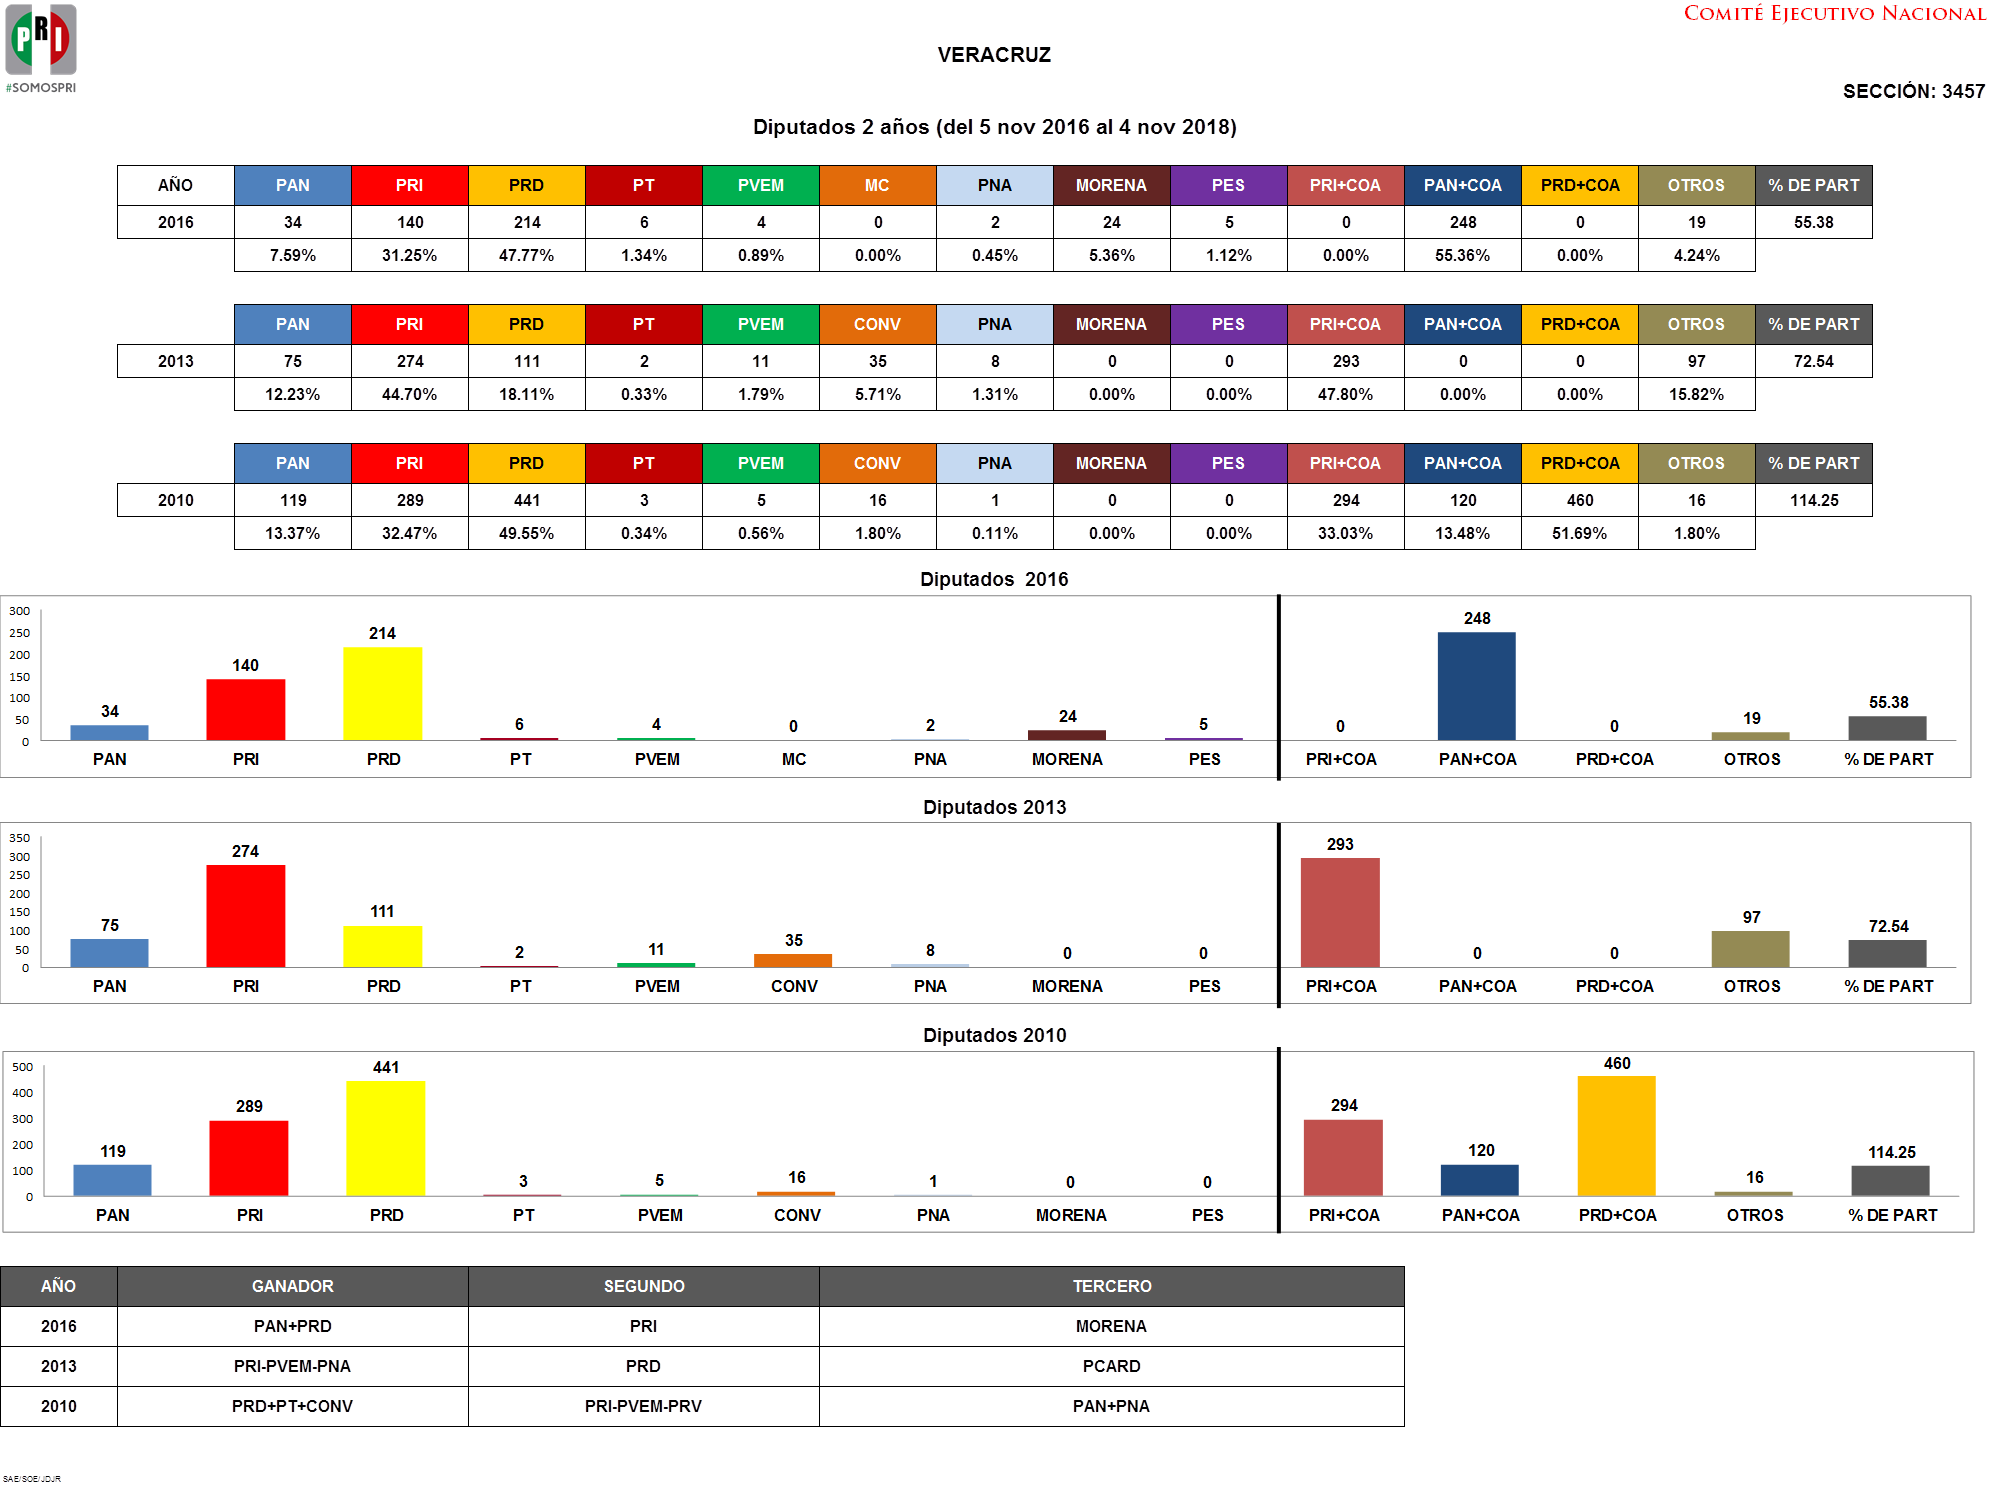 PRI
#SOMOSPRI
COMITÉ EJECUTIVO NACIONAL
VERACRUZ
SECCIÓN: 3457
Diputados 2 años (del 5 nov 2016 al 4 nov 2018)
AÑO PAN PRI PRD PT PVEM MC PNA MORENA PES PRI+COA PAN+COA PRD+COA OTROS % DE PART
2016 34 140 214 6 4 0 2 24 5 0 248 0 19 55.38
7.59% 31.25% 47.77% 1.34% 0.89% 0.00% 0.45% 5.36% 1.12% 0.00% 55.36% 0.00% 4.24%
PAN PRI PRD PT PVEM CONV PNA MORENA PES PRI+COA PAN+COA PRD+COA OTROS % DE PART
2013 75 274 111 2 11 35 8 0 0 293 0 0 97 72.54
12.23% 44.70% 18.11% 0.33% 1.79% 5.71% 1.31% 0.00% 0.00% 47.80% 0.00% 0.00% 15.82%
PAN PRI PRD PT PVEM CONV PNA MORENA PES PRI+COA PAN+COA PRD+COA OTROS % DE PART
2010 119 289 441 3 5 16 1 0 0 294 120 460 16 114.25
13.37% 32.47% 49.55% 0.34% 0.56% 1.80% 0.11% 0.00% 0.00% 33.03% 13.48% 51.69% 1.80%
Diputados 2016
300
250
200
150
100
50
0
34 140 214 6 4 0 2 24 5 0 248 0 19 55.38
PAN PRI PRD PT PVEM MC PNA MORENA PES PRI+COA PAN+COA PRD+COA OTROS % DE PART
Diputados 2013
350
300
250
200
150
100
50
0
75 274 111 2 11 35 8 0 0 293 0 0 97 72.54
PAN PRI PRD PT PVEM CONV PNA MORENA PES PRI+COA PAN+COA PRD+COA OTROS % DE PART
Diputados 2010
500
400
300
200
100
0
119 289 441 3 5 16 1 0 0 294 120 460 16 114.25
PAN PRI PRD PT PVEM CONV PNA MORENA PES PRI+COA PAN+COA PRD+COA OTROS % DE PART
AÑO GANADOR SEGUNDO TERCERO
2016 PAN+PRD PRI MORENA
2013 PRI-PVEM-PNA PRD PCARD
2010 PRD+PT+CONV PRI-PVEM-PRV PAN+PNA
SAE/SOE/JDJR